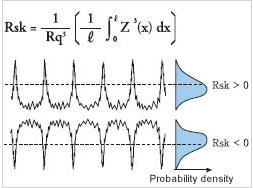 Rsk = 1/Rq³ [ 1/ℓ ∫₀^ℓ Z³(x) dx ]
Rsk > 0
Rsk < 0
Probability density